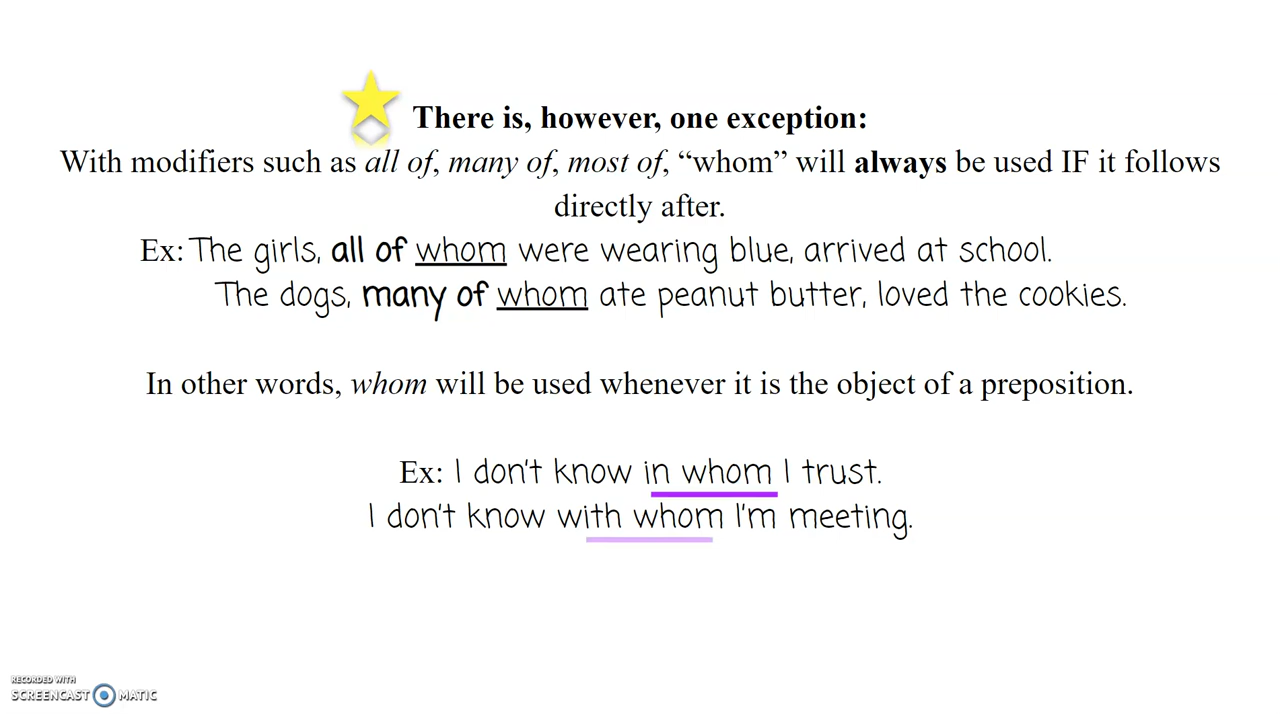 There is, however, one exception:
With modifiers such as all of, many of, most of, “whom” will always be used IF it follows
directly after.
Ex: The girls, all of whom were wearing blue, arrived at school.
The dogs, many of whom ate peanut butter, loved the cookies.
In other words, whom will be used whenever it is the object of a preposition.
Ex: I don't know in whom I trust.
I don't know with whom I'm meeting.
RECORDED WITH
SCREENCAST MATIC